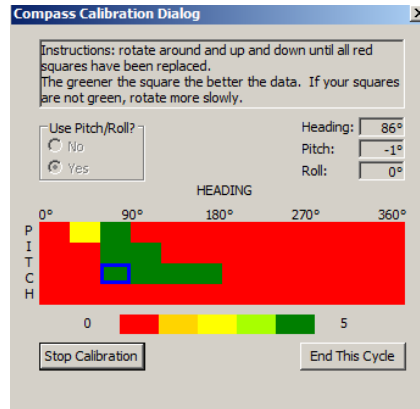 Compass Calibration Dialog
Instructions: rotate around and up and down until all red
squares have been replaced.
The greener the square the better the data. If your squares
are not green, rotate more slowly.
Use Pitch/Roll?
No
Yes
Heading: 86°
Pitch: -1°
Roll: 0°
HEADING
0° 90° 180° 270° 360°
P
I
T
C
H
0 5
Stop Calibration End This Cycle